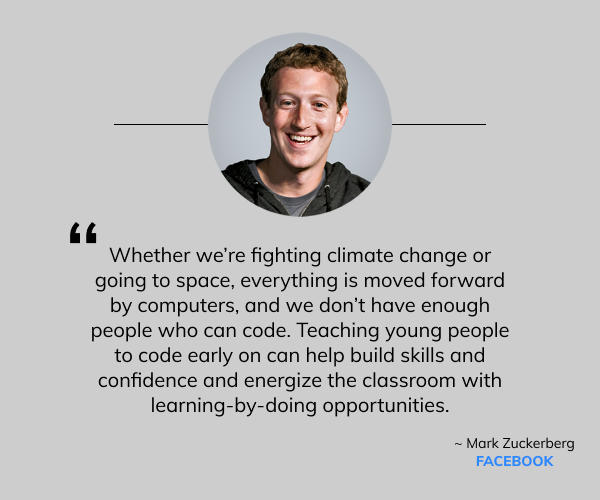 “
Whether we’re fighting climate change or
going to space, everything is moved forward
by computers, and we don’t have enough
people who can code. Teaching young people
to code early on can help build skills and
confidence and energize the classroom with
learning-by-doing opportunities.
~ Mark Zuckerberg
FACEBOOK